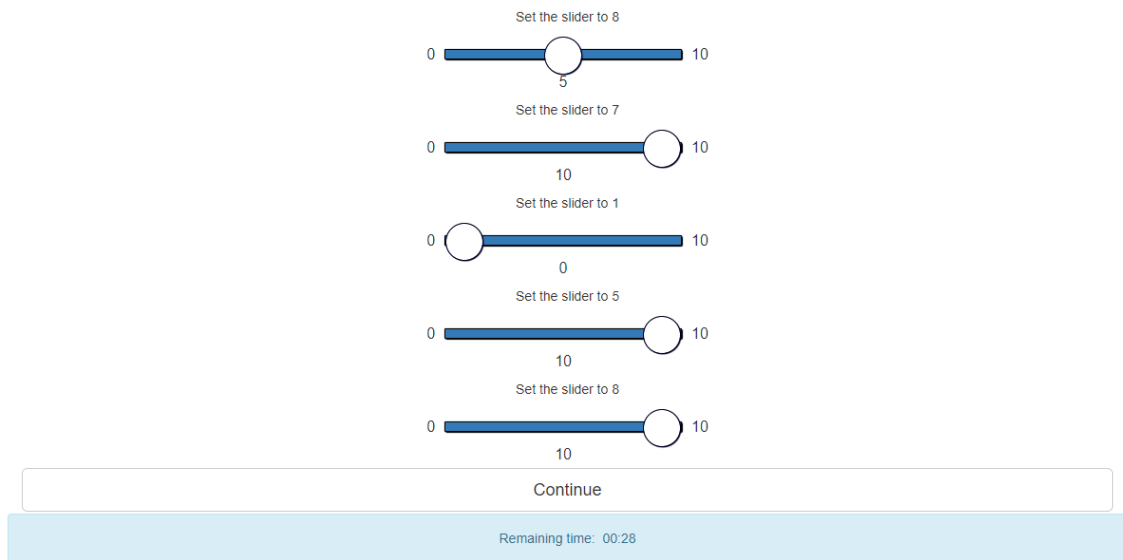 Set the slider to 8
0 10
5
Set the slider to 7
0 10
10
Set the slider to 1
0 10
0
Set the slider to 5
0 10
10
Set the slider to 8
0 10
10
Continue
Remaining time: 00:28